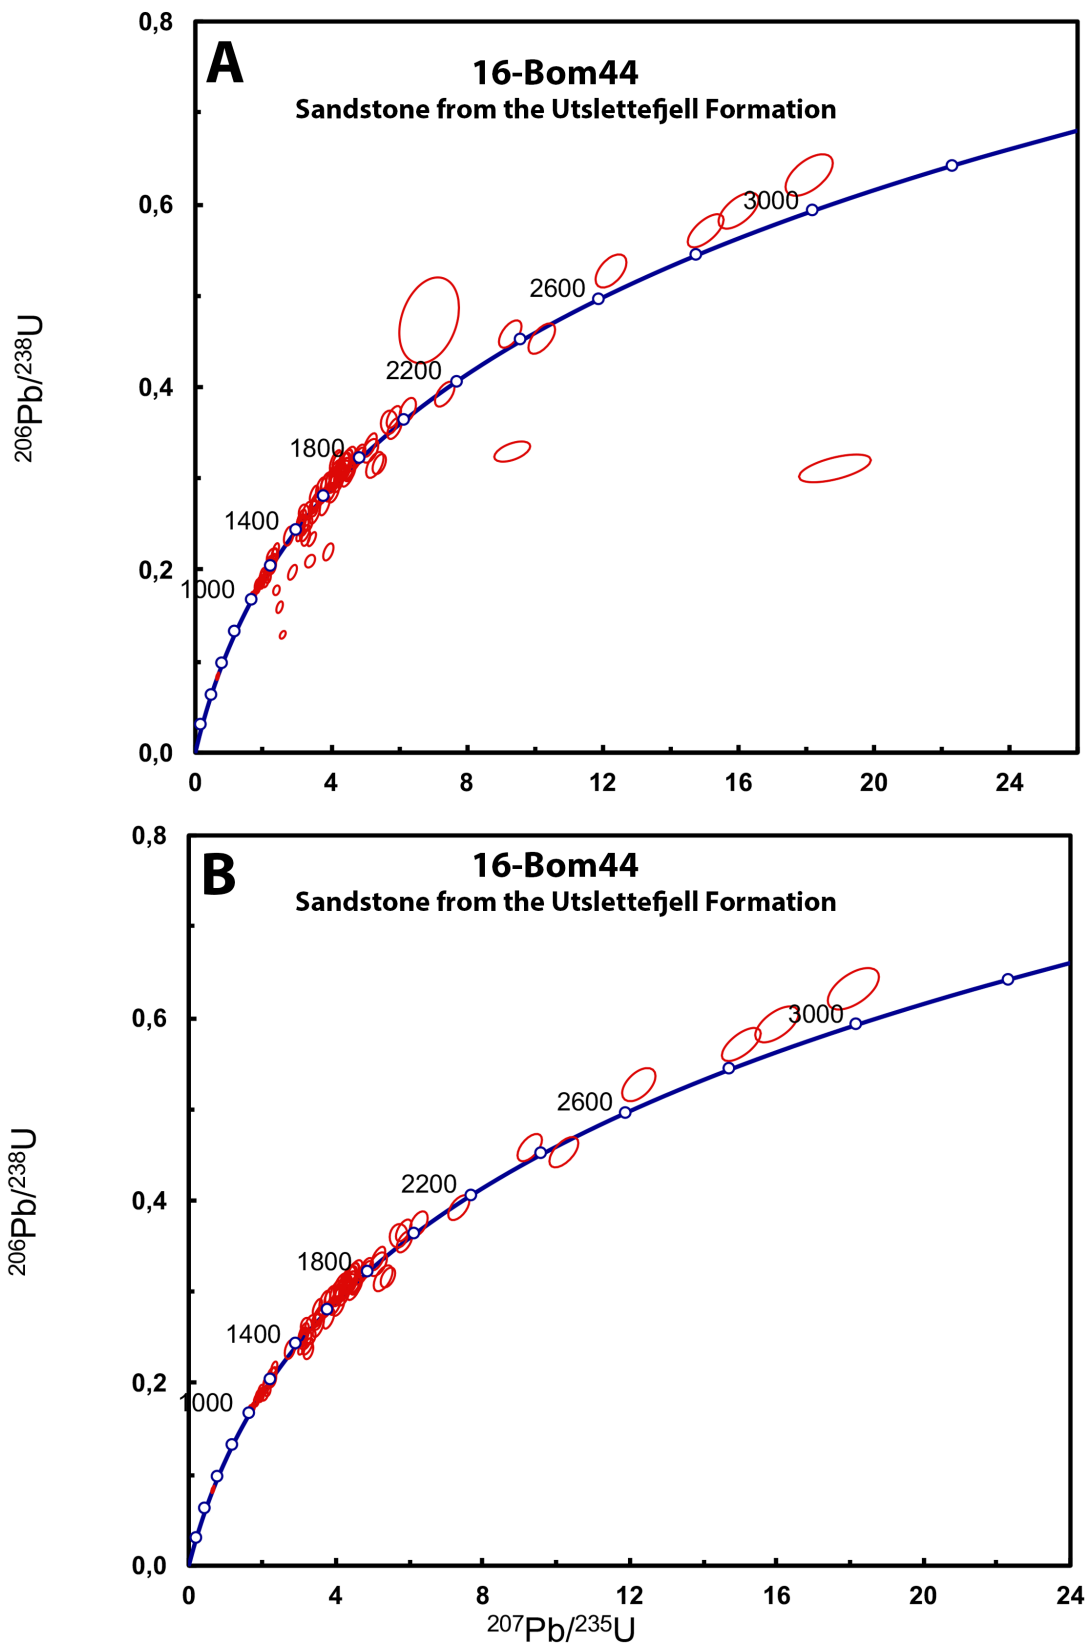 A
16-Bom44
Sandstone from the Utslettefjell Formation
0,8
0,6
0,4
0,2
0,0
206Pb/238U
3000
2600
2200
1800
1400
1000
0 4 8 12 16 20 24
B
16-Bom44
Sandstone from the Utslettefjell Formation
0,8
0,6
0,4
0,2
0,0
206Pb/238U
3000
2600
2200
1800
1400
1000
0 4 8 12 16 20 24
207Pb/235U